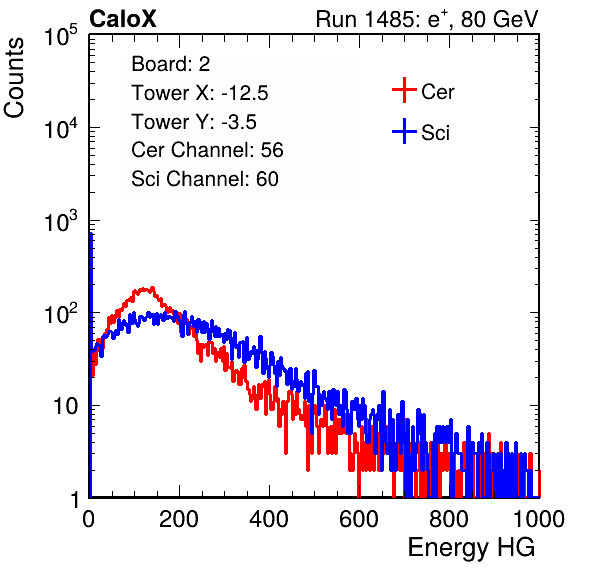 CaloX Run 1485: e⁺, 80 GeV
Counts
10⁵
10⁴
10³
10²
10
1
Board: 2
Tower X: -12.5
Tower Y: -3.5
Cer Channel: 56
Sci Channel: 60
Cer
Sci
0 200 400 600 800 1000
Energy HG